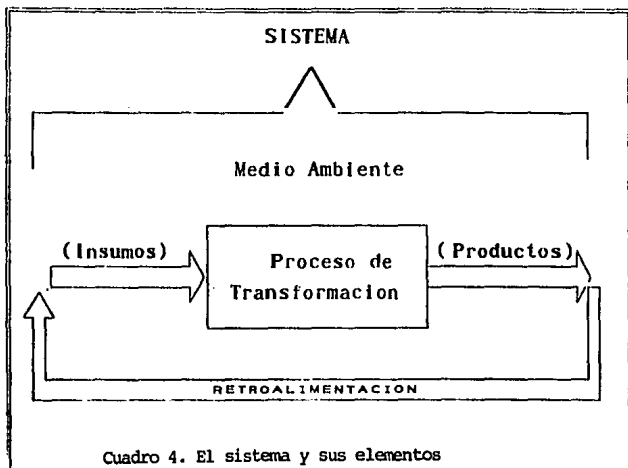 SISTEMA
Medio Ambiente
(Insumos)
Proceso de
Transformacion
(Productos)
RETROALIMENTACION
Cuadro 4. El sistema y sus elementos